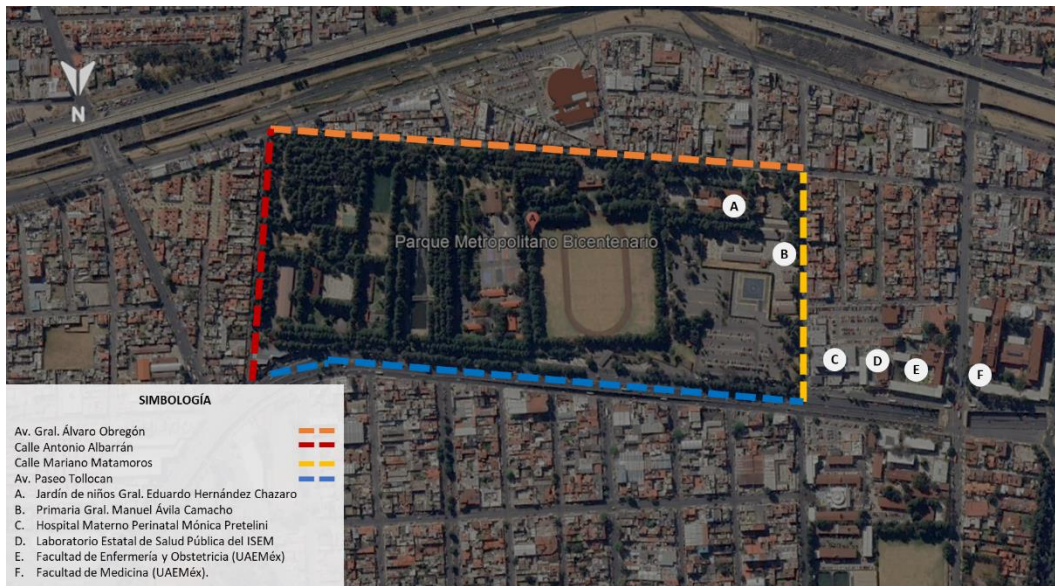 N
A
B
A
Parque Metropolitano Bicentenario
C
D
E
F
SIMBOLOGÍA
Av. Gral. Álvaro Obregón
Calle Antonio Albarrán
Calle Mariano Matamoros
Av. Paseo Tollocan
A. Jardín de niños Gral. Eduardo Hernández Chazaro
B. Primaria Gral. Manuel Ávila Camacho
C. Hospital Materno Perinatal Mónica Pretelini
D. Laboratorio Estatal de Salud Pública del ISEM
E. Facultad de Enfermería y Obstetricia (UAEMéx)
F. Facultad de Medicina (UAEMéx).